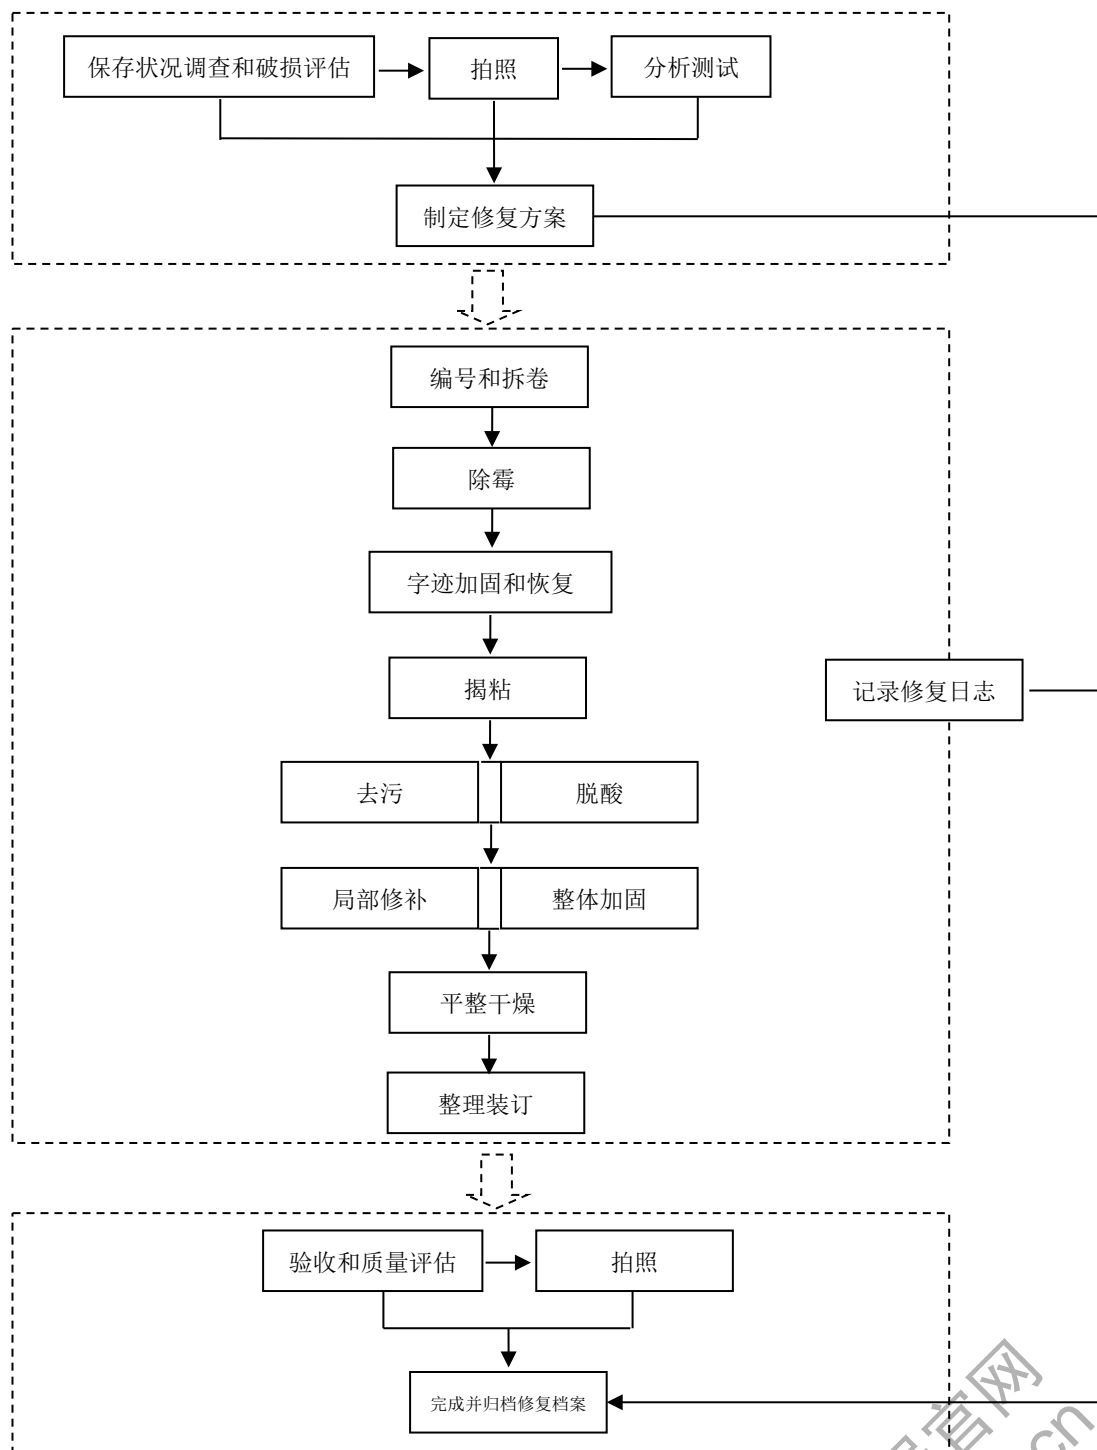 保存状况调查和破损评估
拍照
分析测试
制定修复方案
编号和拆卷
除霉
字迹加固和恢复
揭粘
记录修复日志
去污
脱酸
局部修补
整体加固
平整干燥
整理装订
验收和质量评估
拍照
完成并归档修复档案
官网
cn